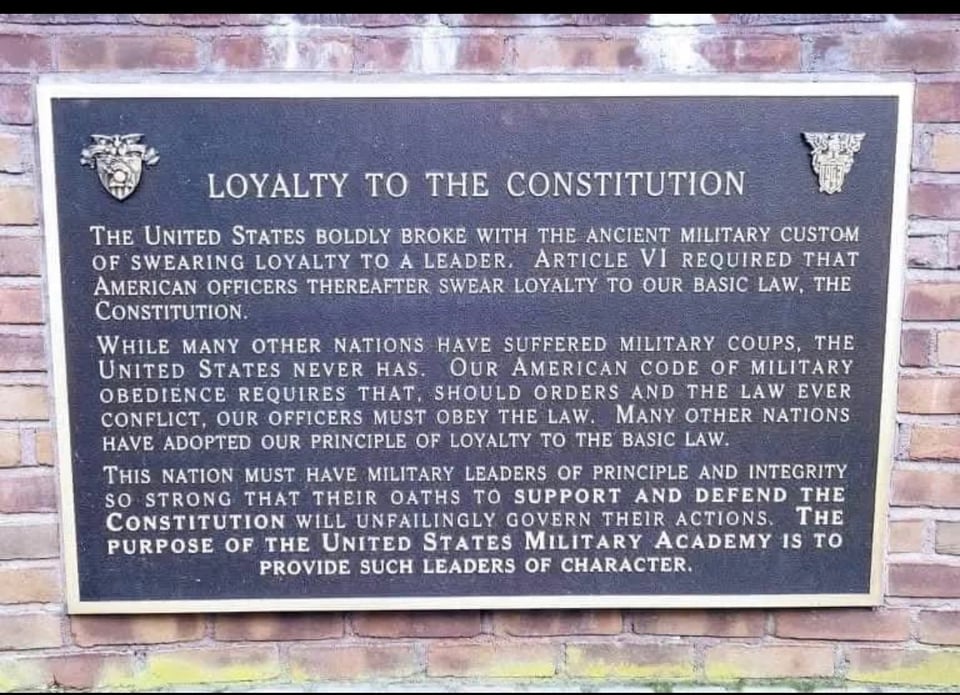 LOYALTY TO THE CONSTITUTION
THE UNITED STATES BOLDLY BROKE WITH THE ANCIENT MILITARY CUSTOM
OF SWEARING LOYALTY TO A LEADER. ARTICLE VI REQUIRED THAT
AMERICAN OFFICERS THEREAFTER SWEAR LOYALTY TO OUR BASIC LAW, THE
CONSTITUTION.
WHILE MANY OTHER NATIONS HAVE SUFFERED MILITARY COUPS, THE
UNITED STATES NEVER HAS. OUR AMERICAN CODE OF MILITARY
OBEDIENCE REQUIRES THAT, SHOULD ORDERS AND THE LAW EVER
CONFLICT, OUR OFFICERS MUST OBEY THE LAW. MANY OTHER NATIONS
HAVE ADOPTED OUR PRINCIPLE OF LOYALTY TO THE BASIC LAW.
THIS NATION MUST HAVE MILITARY LEADERS OF PRINCIPLE AND INTEGRITY
SO STRONG THAT THEIR OATHS TO SUPPORT AND DEFEND THE
CONSTITUTION WILL UNFAILINGLY GOVERN THEIR ACTIONS. THE
PURPOSE OF THE UNITED STATES MILITARY ACADEMY IS TO
PROVIDE SUCH LEADERS OF CHARACTER.